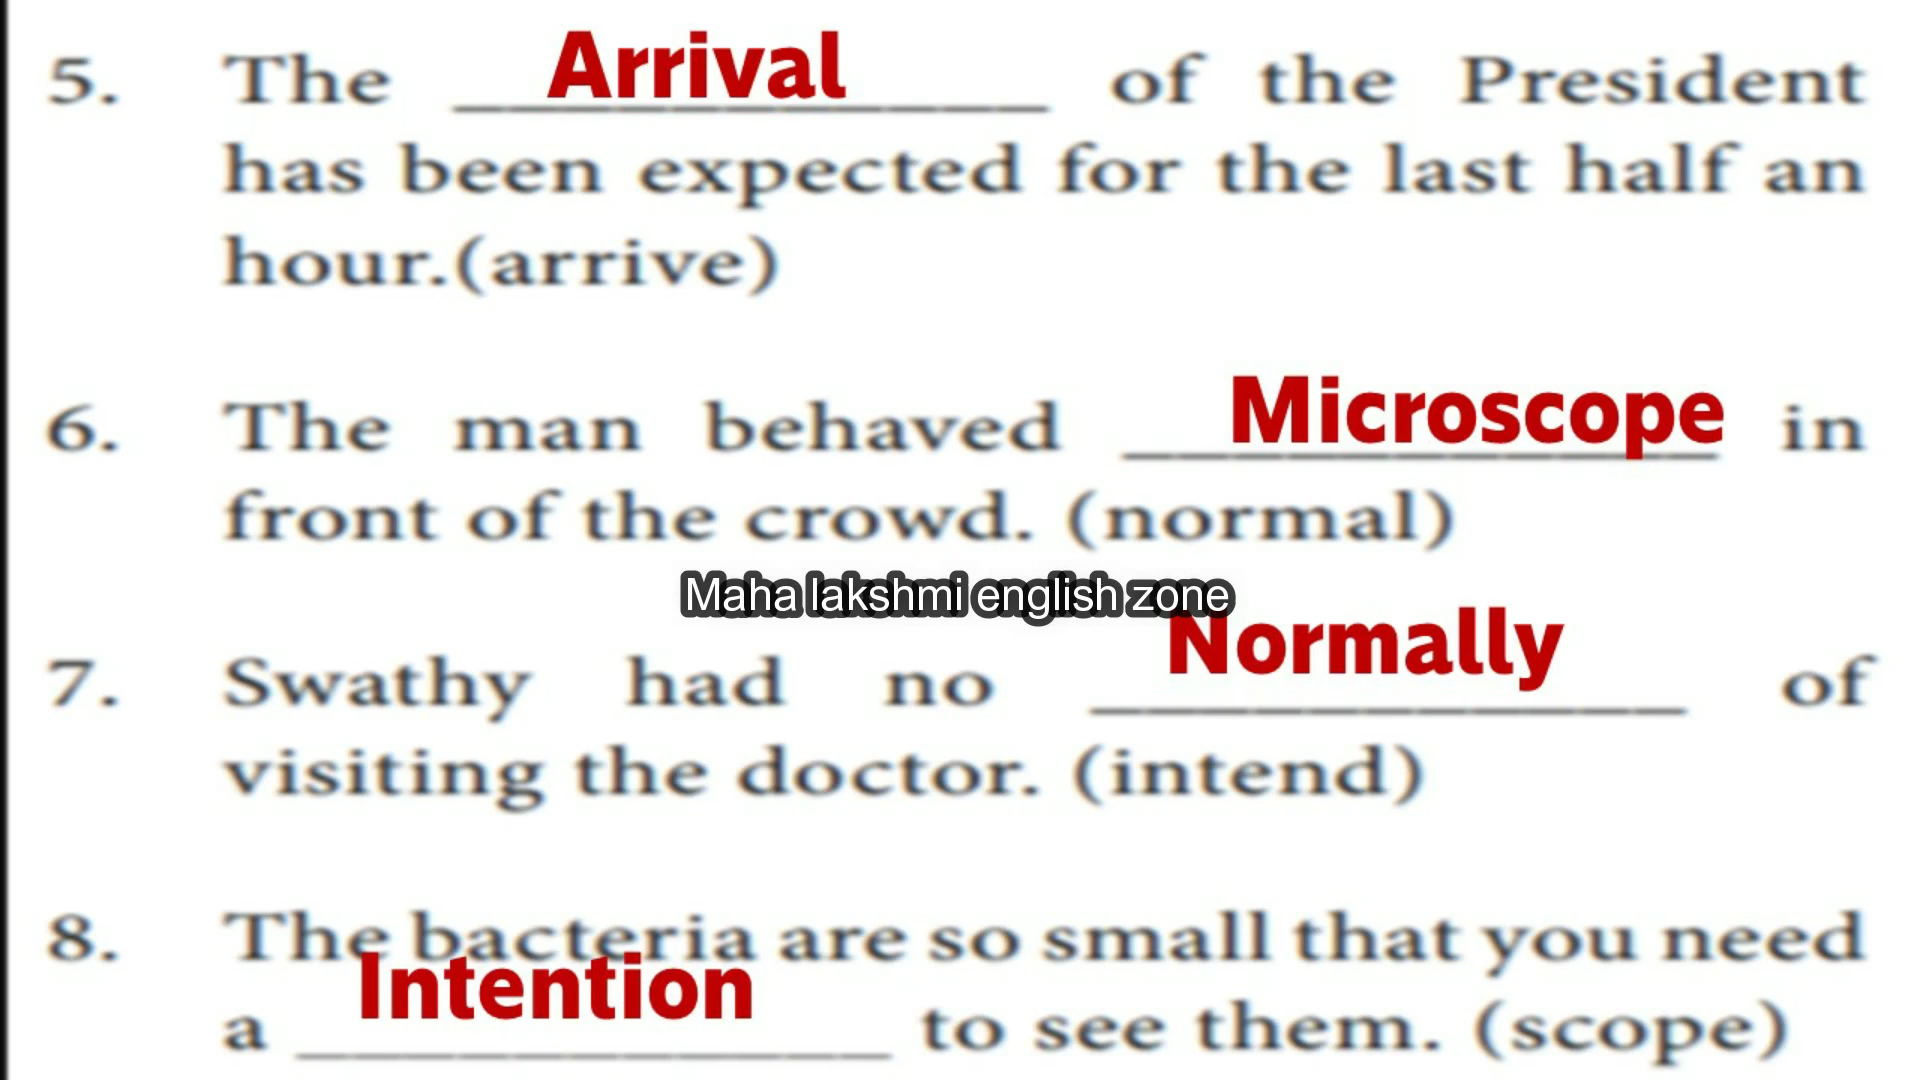 5. The Arrival of the President
has been expected for the last half an
hour.(arrive)
6. The man behaved Microscope in
front of the crowd. (normal)
Maha lakshmi english zone
7. Swathy had no Normally of
visiting the doctor. (intend)
8. The bacteria are so small that you need
a Intention to see them. (scope)